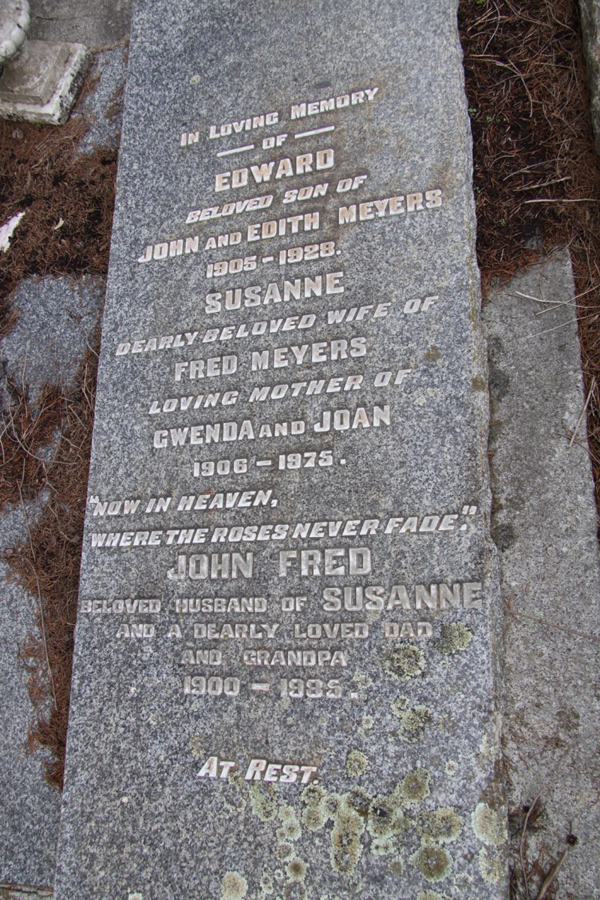 IN LOVING MEMORY
— OF —
EDWARD
BELOVED SON OF
JOHN AND EDITH MEYERS
1905 - 1928.
SUSANNE
DEARLY-BELOVED WIFE OF
FRED MEYERS
LOVING MOTHER OF
GWENDA AND JOAN
1906 - 1975.
"NOW IN HEAVEN,
WHERE THE ROSES NEVER FADE."
JOHN FRED
BELOVED HUSBAND OF SUSANNE
AND A DEARLY LOVED DAD
AND GRANDPA
1900 - 1985.
AT REST